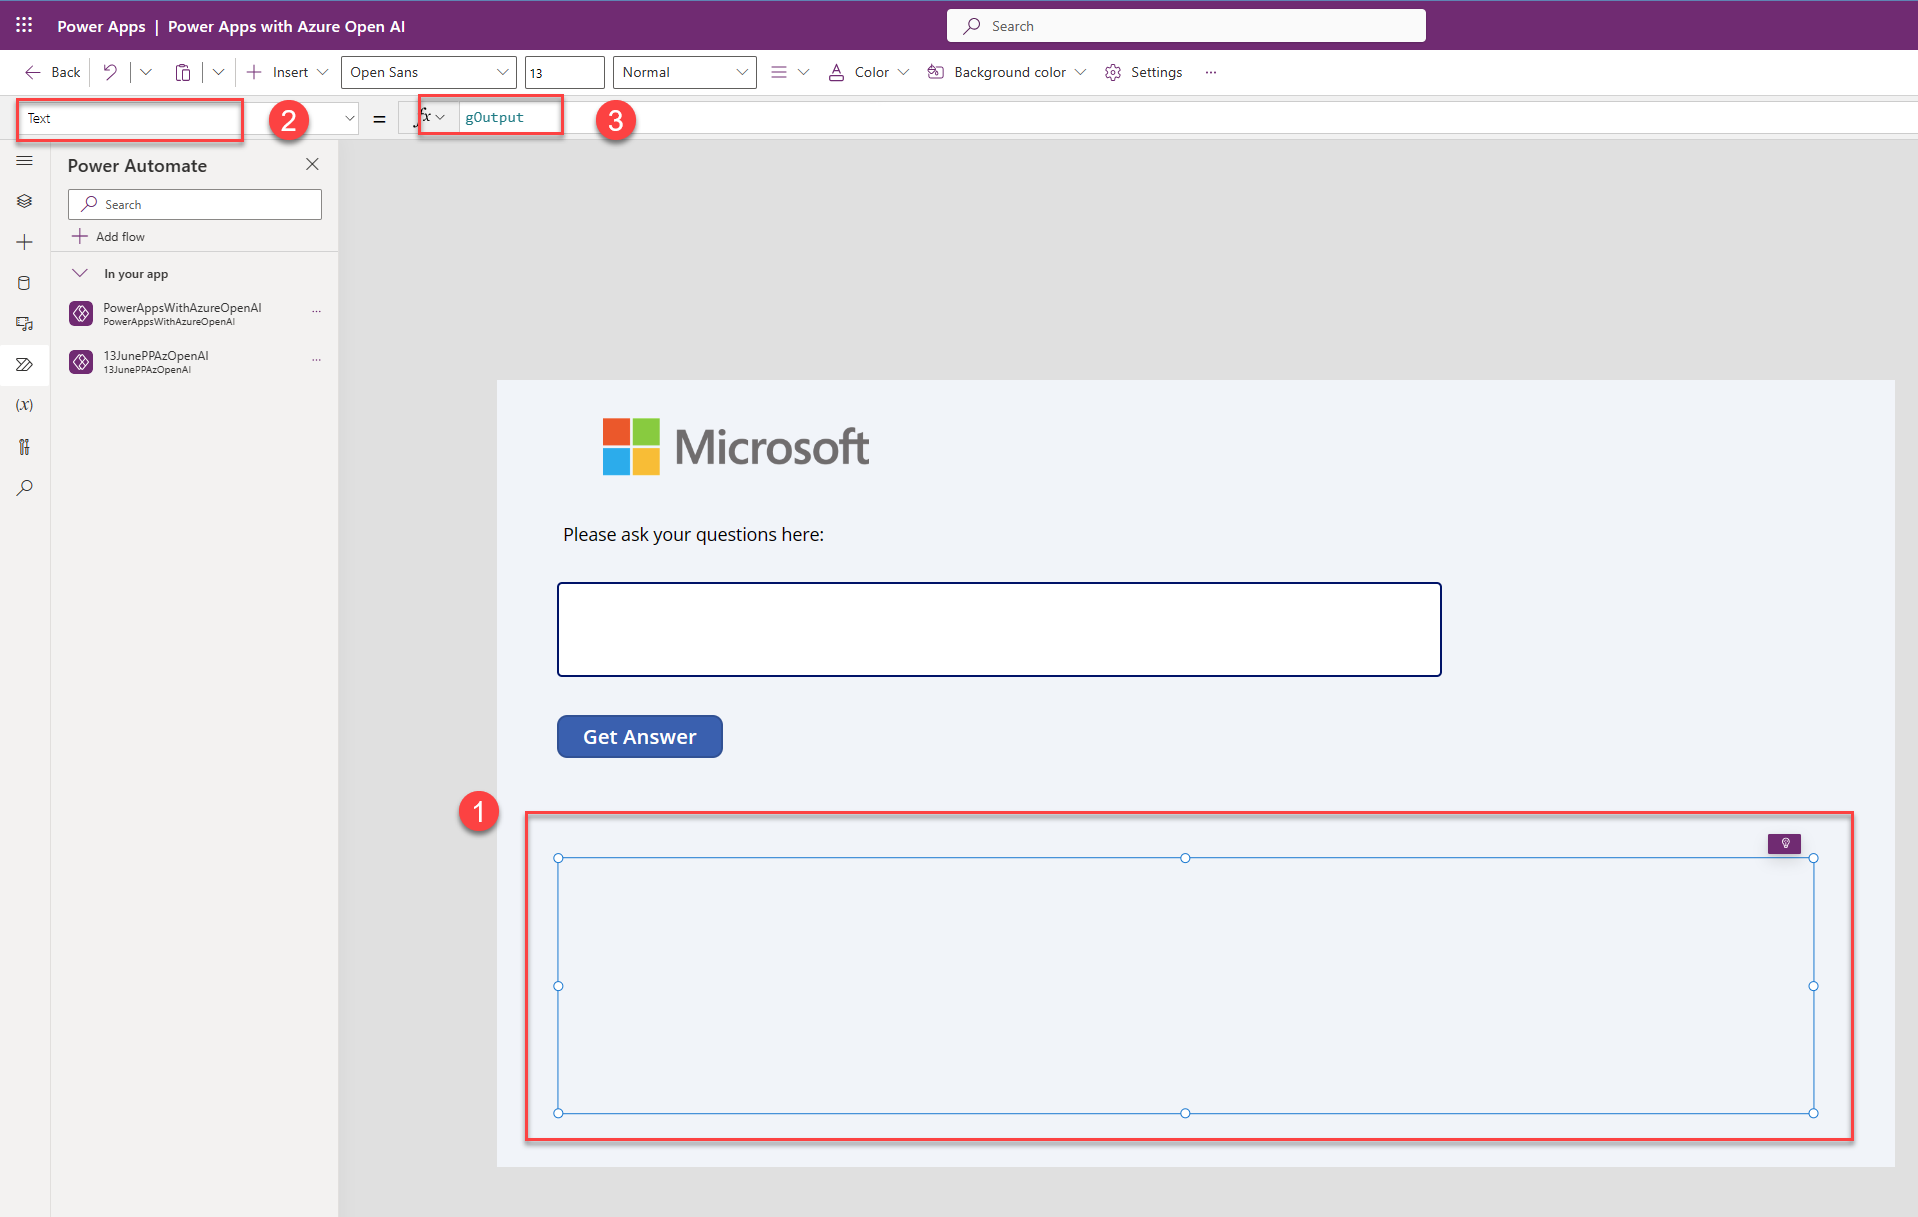 Power Apps | Power Apps with Azure Open AI
Search
Back
Insert
Open Sans
13
Normal
Color
Background color
Settings
...
Text
2
=
fx
gOutput
3
Power Automate
Search
Add flow
In your app
PowerAppsWithAzureOpenAI
...
PowerAppsWithAzureOpenAI
13JunePPAzOpenAI
...
13JunePPAzOpenAI
(x)
Microsoft
Please ask your questions here:
Get Answer
1